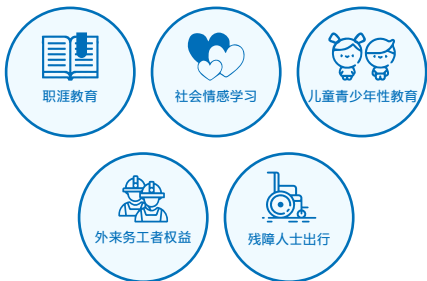 职涯教育
社会情感学习
儿童青少年性教育
外来务工者权益
残障人士出行